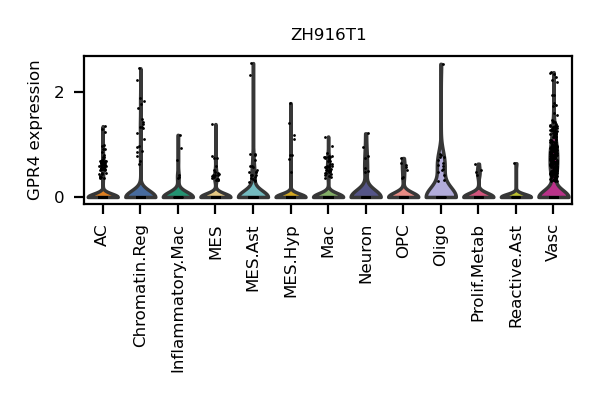 ZH916T1
GPR4 expression
2
0
AC
Chromatin.Reg
Inflammatory.Mac
MES
MES.Ast
MES.Hyp
Mac
Neuron
OPC
Oligo
Prolif.Metab
Reactive.Ast
Vasc